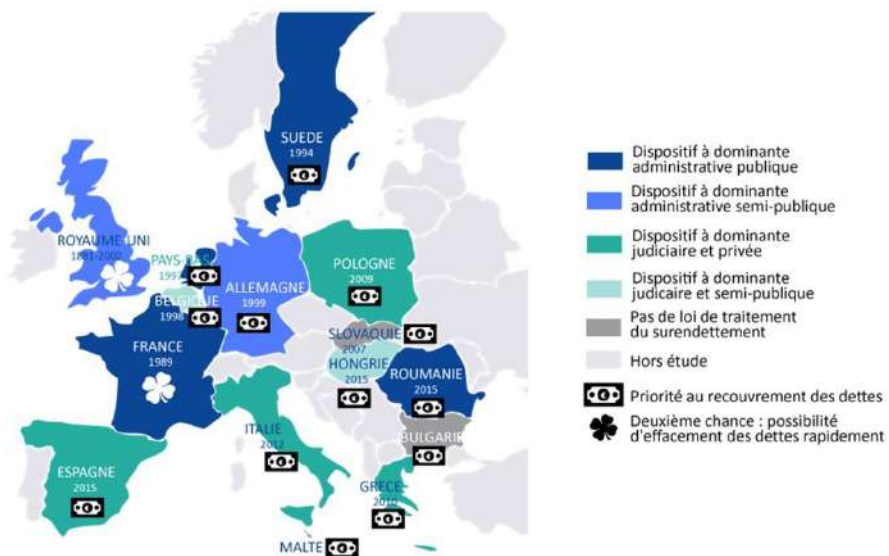 SUEDE
1994
ROYAUME-UNI
1881-2002
PAYS-BAS
1997
BELGIQUE
1998
ALLEMAGNE
1999
POLOGNE
2009
FRANCE
1989
SLOVAQUIE
2007
HONGRIE
2015
ROUMANIE
2015
BULGARIE
ITALIE
2012
ESPAGNE
2015
GRECE
2010
MALTE
Dispositif à dominante
administrative publique
Dispositif à dominante
administrative semi-publique
Dispositif à dominante
judiciaire et privée
Dispositif à dominante
judicaire et semi-publique
Pas de loi de traitement
du surendettement
Hors étude
Priorité au recouvrement des dettes
Deuxième chance : possibilité
d'effacement des dettes rapidement